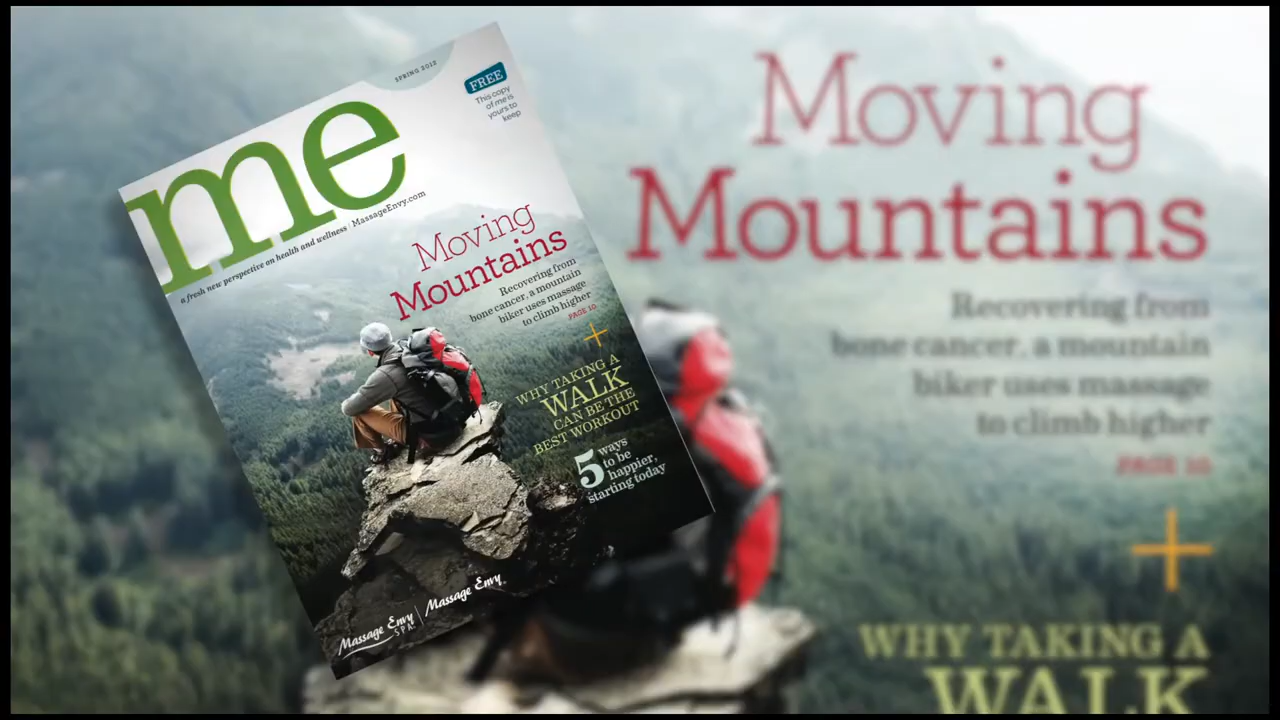 SPRING 2015
FREE
This copy
of me is
yours to
keep
me
a fresh new perspective on health and wellness | MassageEnvy.com
Moving
Mountains
Recovering from
bone cancer, a mountain
biker uses massage
to climb higher
PAGE 10
+
WHY TAKING A
WALK
CAN BE THE
BEST WORKOUT
5 ways
to be
happier,
starting today
Massage Envy
SPA
Massage Envy
Moving
Mountains
Recovering from
bone cancer, a mountain
biker uses massage
to climb higher
PAGE 10
+
WHY TAKING A
WALK